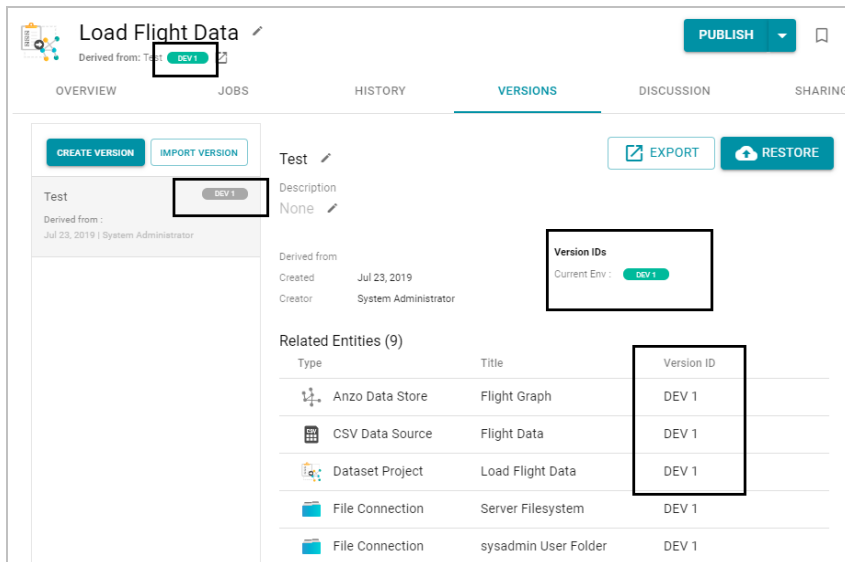 Load Flight Data
PUBLISH
Derived from: Test DEV 1
OVERVIEW JOBS HISTORY VERSIONS DISCUSSION SHARING
CREATE VERSION IMPORT VERSION
Test DEV 1
Derived from :
Jul 23, 2019 | System Administrator
Test
EXPORT RESTORE
Description
None
Derived from
Created Jul 23, 2019
Creator System Administrator
Version IDs
Current Env : DEV 1
Related Entities (9)
Type Title Version ID
Anzo Data Store Flight Graph DEV 1
CSV CSV Data Source Flight Data DEV 1
Dataset Project Load Flight Data DEV 1
File Connection Server Filesystem DEV 1
File Connection sysadmin User Folder DEV 1